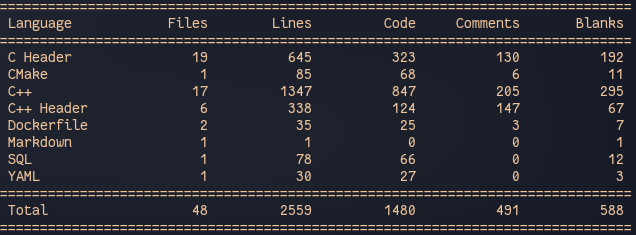 Language Files Lines Code Comments Blanks
C Header 19 645 323 130 192
CMake 1 85 68 6 11
C++ 17 1347 847 205 295
C++ Header 6 338 124 147 67
Dockerfile 2 35 25 3 7
Markdown 1 1 0 0 1
SQL 1 78 66 0 12
YAML 1 30 27 0 3
Total 48 2559 1480 491 588